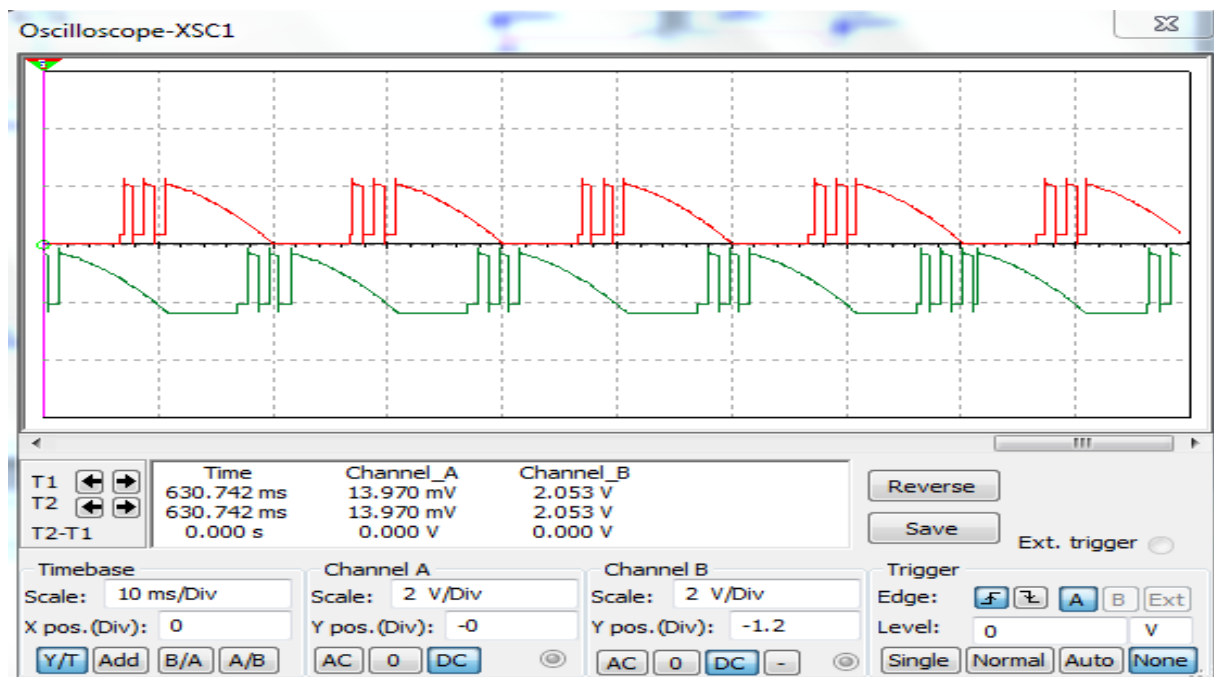 Oscilloscope-XSC1
Time Channel_A Channel_B
T1 630.742 ms 13.970 mV 2.053 V
T2 630.742 ms 13.970 mV 2.053 V
T2-T1 0.000 s 0.000 V 0.000 V
Reverse
Save
Ext. trigger
Timebase
Scale: 10 ms/Div
X pos.(Div): 0
Y/T Add B/A A/B
Channel A
Scale: 2 V/Div
Y pos.(Div): -0
AC 0 DC
Channel B
Scale: 2 V/Div
Y pos.(Div): -1.2
AC 0 DC -
Trigger
Edge: A B Ext
Level: 0 V
Single Normal Auto None